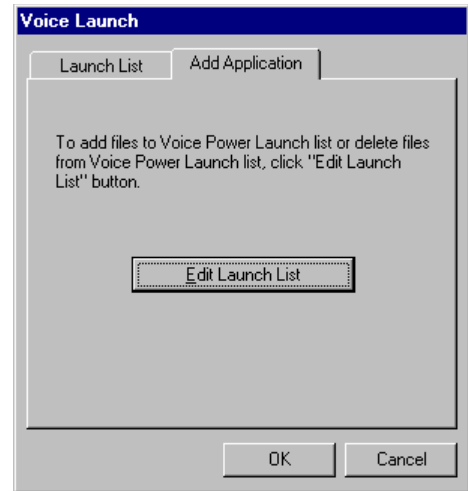 Voice Launch
Launch List
Add Application
To add files to Voice Power Launch list or delete files
from Voice Power Launch list, click "Edit Launch
List" button.
Edit Launch List
OK
Cancel